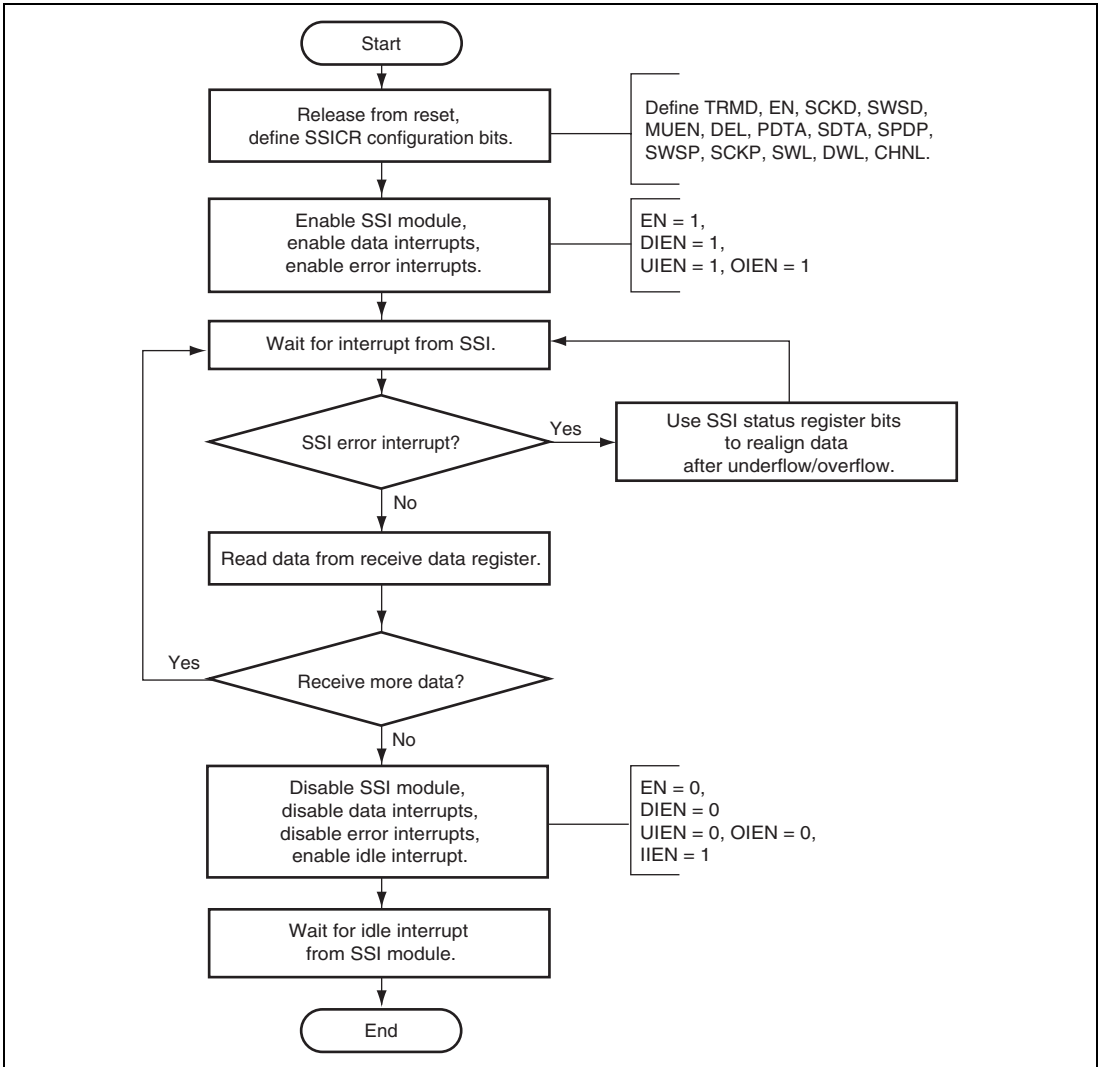 Start
Release from reset,
define SSICR configuration bits.
Define TRMD, EN, SCKD, SWSD,
MUEN, DEL, PDTA, SDTA, SPDP,
SWSP, SCKP, SWL, DWL, CHNL.
Enable SSI module,
enable data interrupts,
enable error interrupts.
EN = 1,
DIEN = 1,
UIEN = 1, OIEN = 1
Wait for interrupt from SSI.
SSI error interrupt?
Yes
Use SSI status register bits
to realign data
after underflow/overflow.
No
Read data from receive data register.
Yes
Receive more data?
No
Disable SSI module,
disable data interrupts,
disable error interrupts,
enable idle interrupt.
EN = 0,
DIEN = 0
UIEN = 0, OIEN = 0,
IIEN = 1
Wait for idle interrupt
from SSI module.
End